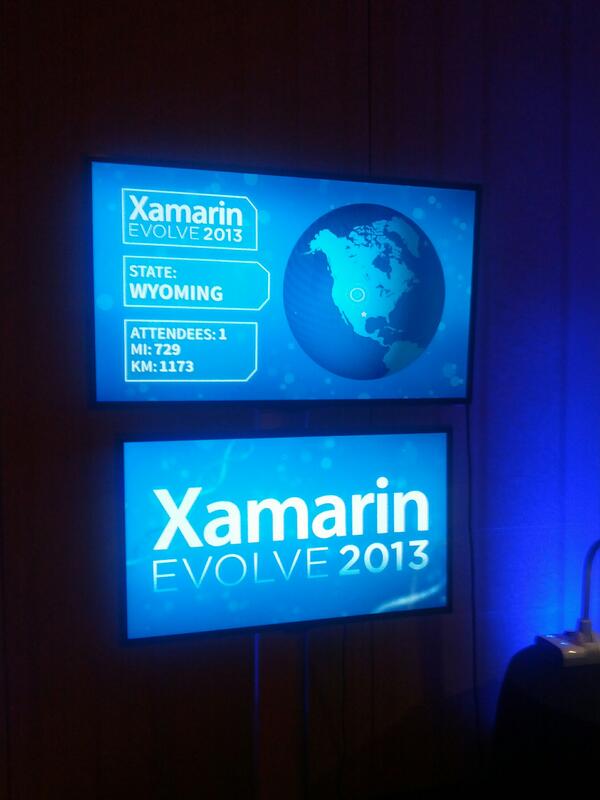 Xamarin
EVOLVE 2013
STATE:
WYOMING
ATTENDEES: 1
MI: 729
KM: 1173
Xamarin
EVOLVE 2013